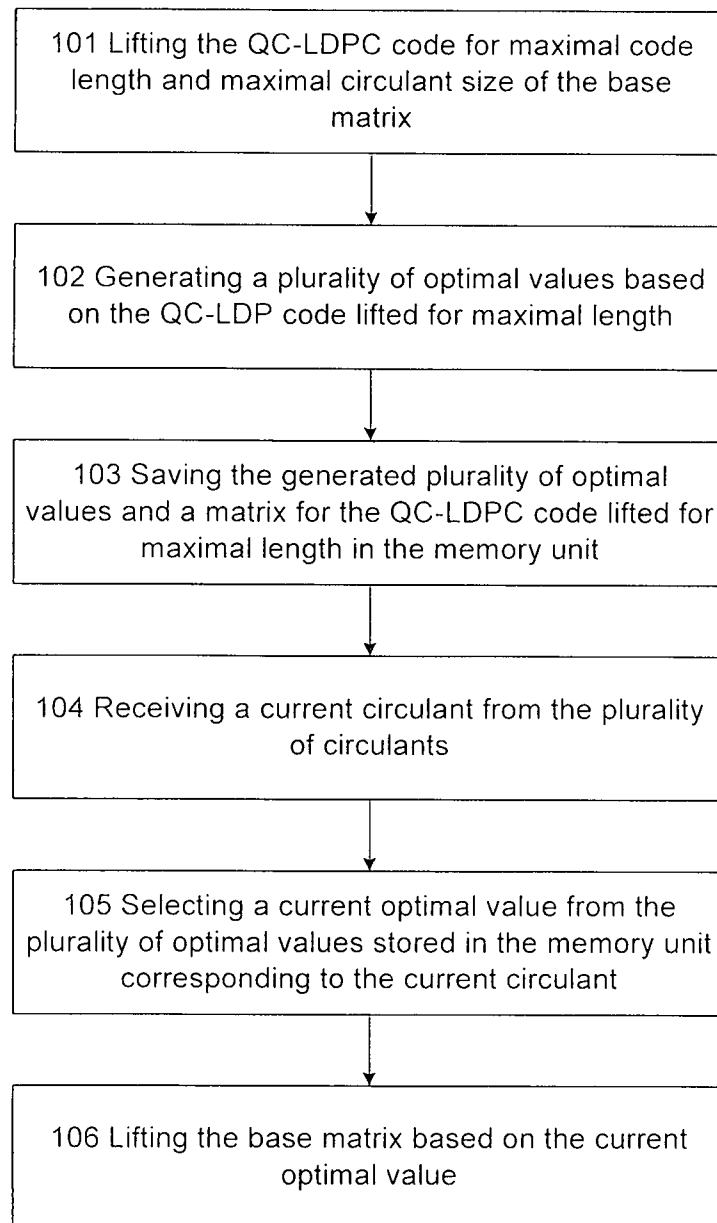 101 Lifting the QC-LDPC code for maximal code
length and maximal circulant size of the base
matrix
102 Generating a plurality of optimal values based
on the QC-LDP code lifted for maximal length
103 Saving the generated plurality of optimal
values and a matrix for the QC-LDPC code lifted for
maximal length in the memory unit
104 Receiving a current circulant from the plurality
of circulants
105 Selecting a current optimal value from the
plurality of optimal values stored in the memory unit
corresponding to the current circulant
106 Lifting the base matrix based on the current
optimal value